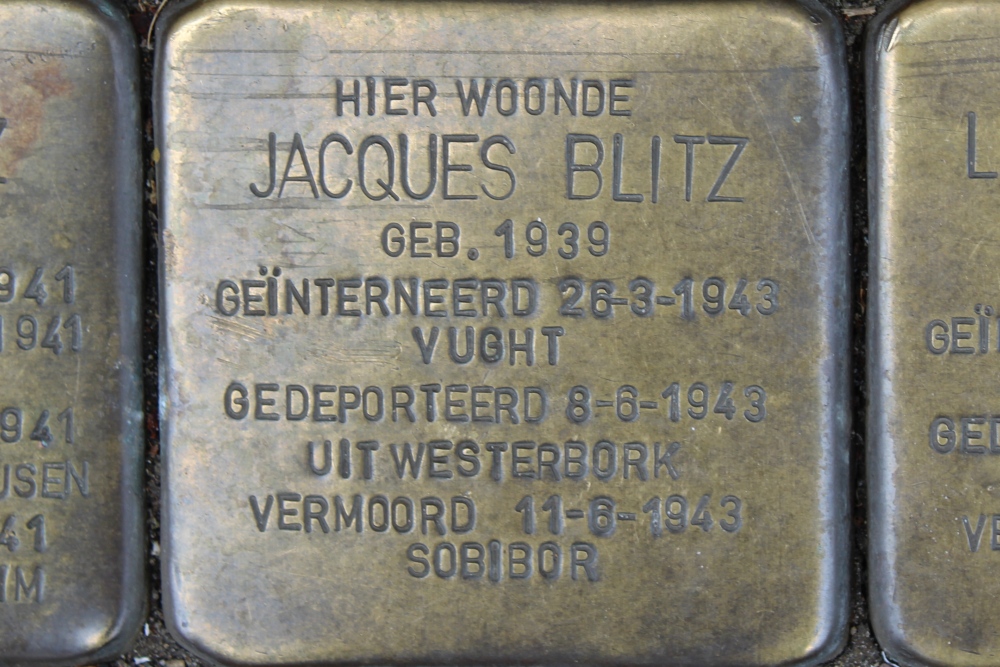 HIER WOONDE
JACQUES BLITZ
GEB. 1939
GEÏNTERNEERD 26-3-1943
VUGHT
GEDEPORTEERD 8-6-1943
UIT WESTERBORK
VERMOORD 11-6-1943
SOBIBOR